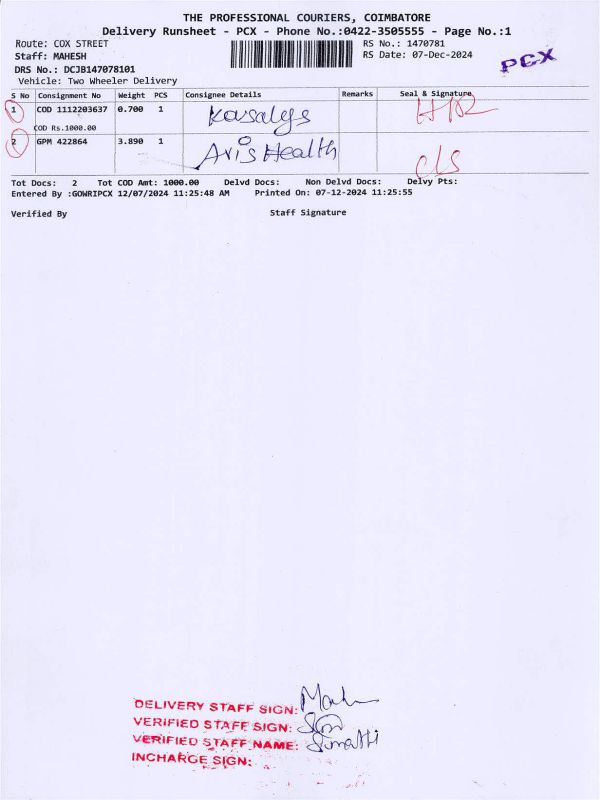 THE PROFESSIONAL COURIERS, COIMBATORE
Delivery Runsheet - PCX - Phone No.:0422-3505555 - Page No.:1
Route: COX STREET RS No.: 1470781
Staff: MAHESH RS Date: 07-Dec-2024
PCX
DRS No.: DCJB147078101
Vehicle: Two Wheeler Delivery
S No Consignment No Weight PCS Consignee Details Remarks Seal & Signature
1 COD 1112203637 0.700 1 Kosalys
COD Rs.1000.00
2 GPM 422864 3.890 1 Aris Health
Tot Docs: 2 Tot COD Amt: 1000.00 Delvd Docs: Non Delvd Docs: Delvy Pts:
Entered By :GOWRIPCX 12/07/2024 11:25:48 AM Printed On: 07-12-2024 11:25:55
Verified By Staff Signature
DELIVERY STAFF SIGN:
VERIFIED STAFF SIGN:
VERIFIED STAFF NAME: Sumathi
INCHARGE SIGN: